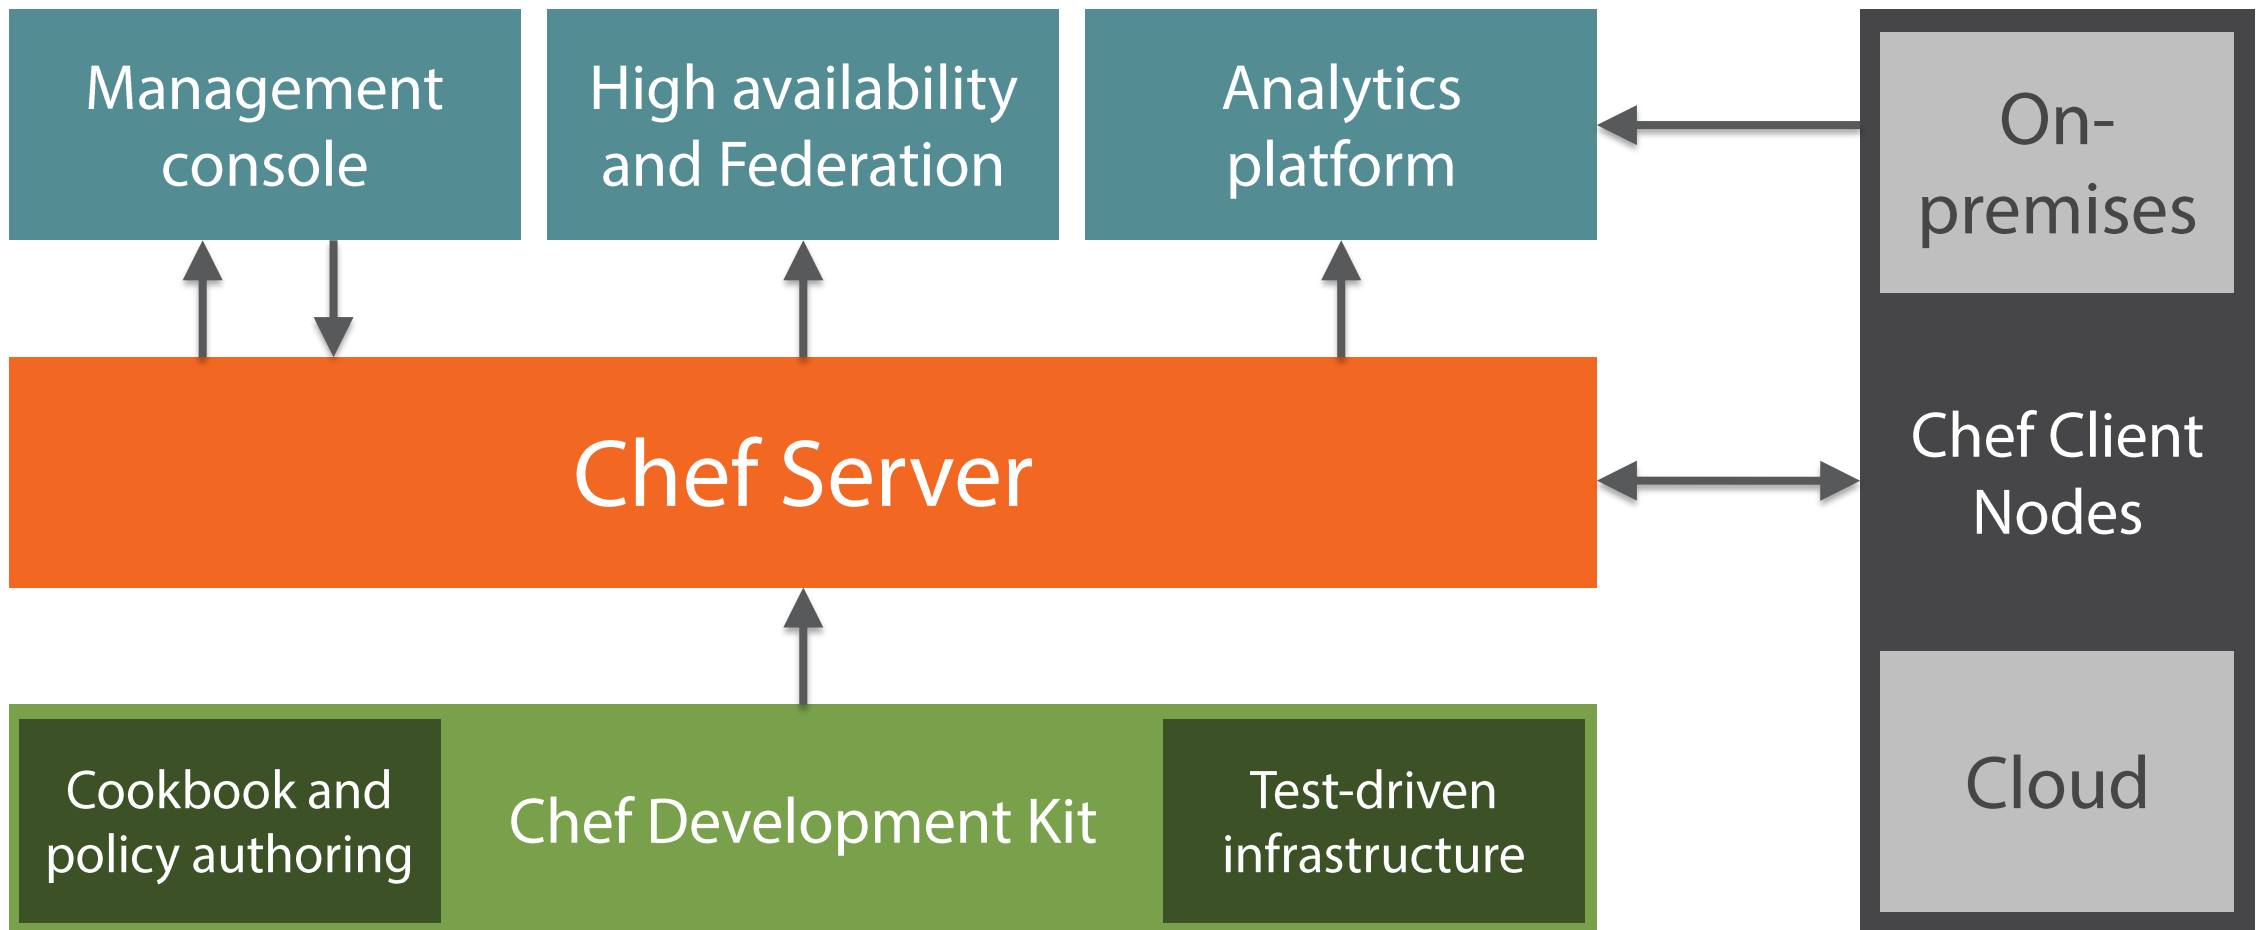 Management
console
High availability
and Federation
Analytics
platform
On-
premises
Chef Server
Chef Client
Nodes
Cookbook and
policy authoring
Chef Development Kit
Test-driven
infrastructure
Cloud